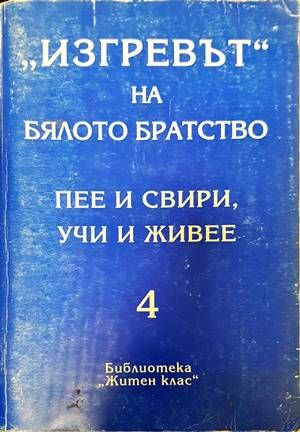 „ИЗГРЕВЪТ“
НА
БЯЛОТО БРАТСТВО
ПЕЕ И СВИРИ,
УЧИ И ЖИВЕЕ
4
Библиотека
„Житен клас“